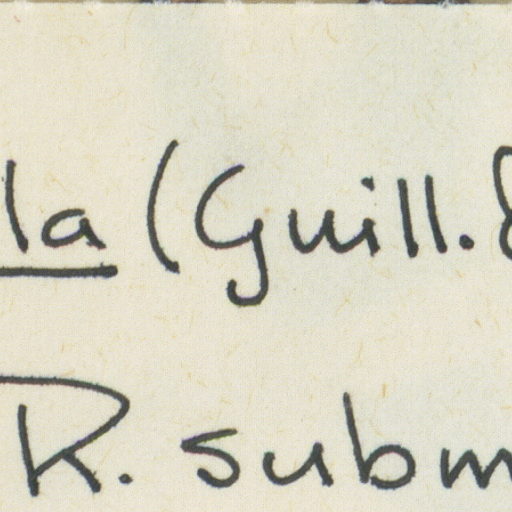 la (Guill. &
R. subm